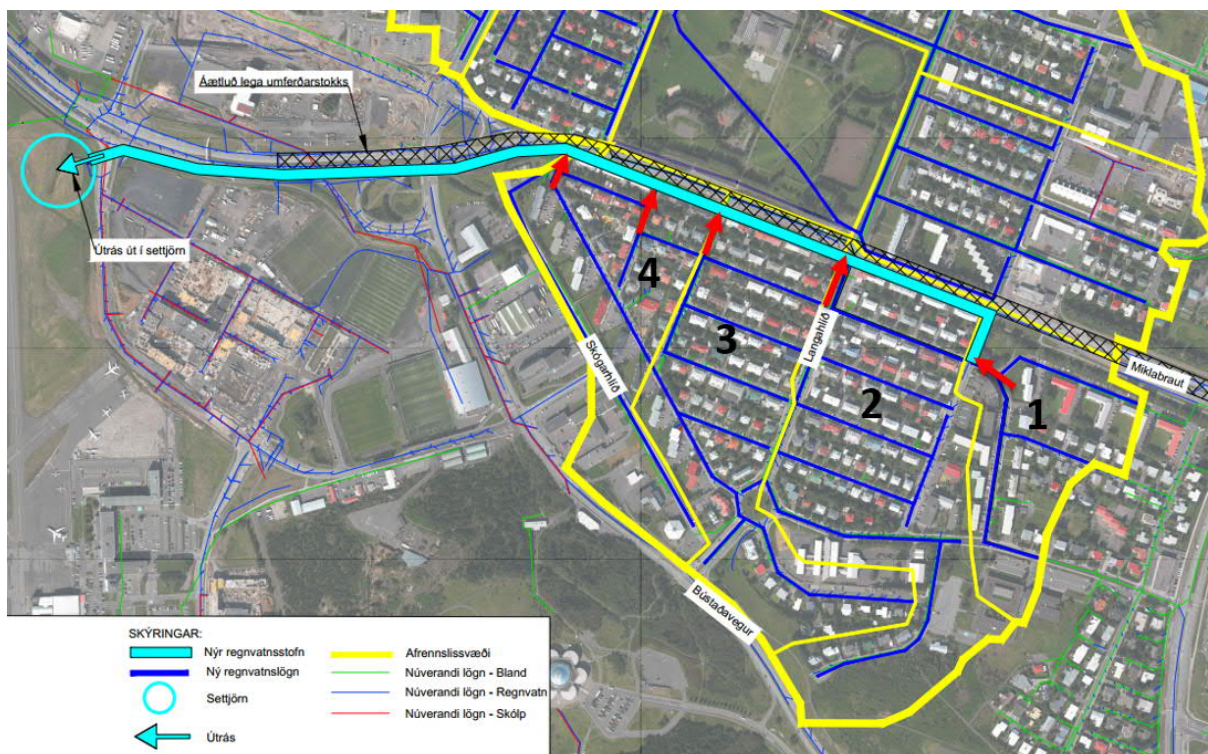 Áætluð lega umferðarstokks
Útrás út í settjörn
4
3
2
1
Skógarhlíð
Langahlíð
Miklabraut
Bústaðavegur
SKÝRINGAR:
Nýr regnvatnsstofn
Ný regnvatnslögn
Settjörn
Útrás
Afrennslissvæði
Núverandi lögn - Bland
Núverandi lögn - Regnvatn
Núverandi lögn - Skólp